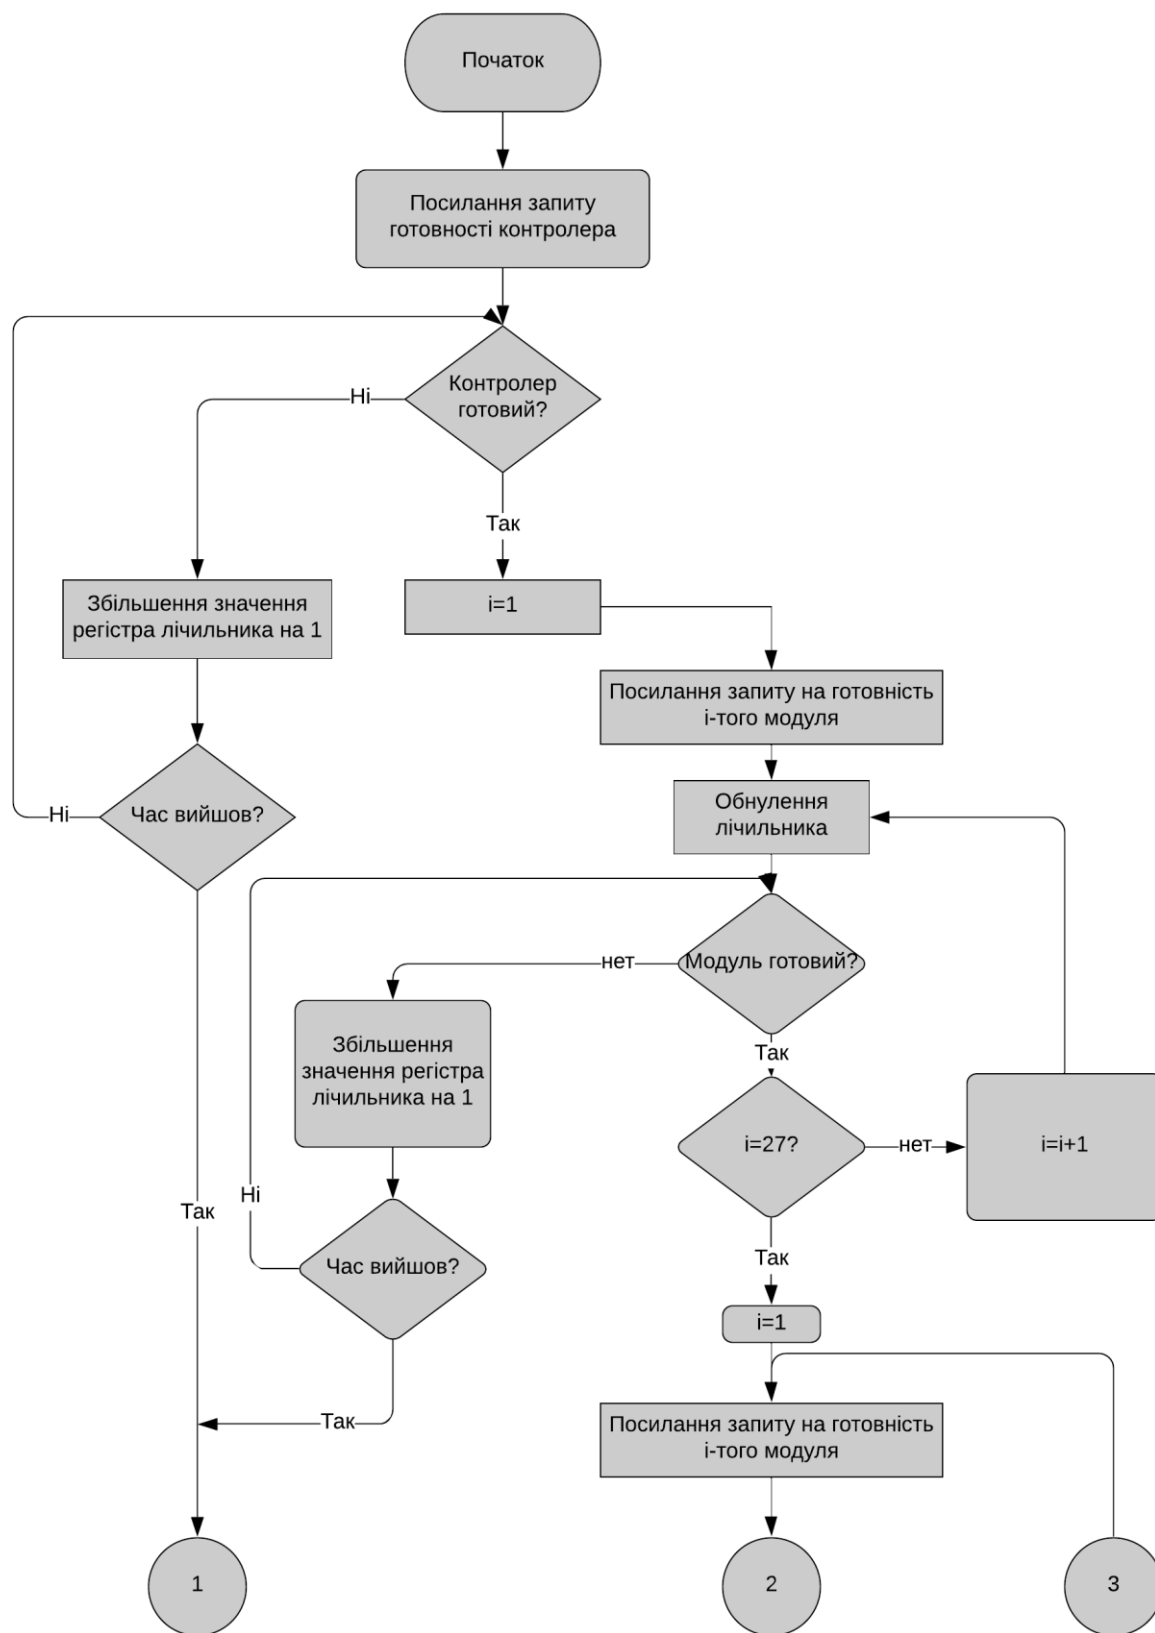 Початок
Посилання запиту
готовності контролера
Контролер
готовий?
Ні
Так
Збільшення значення
регістра лічильника на 1
i=1
Посилання запиту на готовність
і-того модуля
Час вийшов?
Ні
Обнулення
лічильника
Модуль готовий?
нет
Збільшення
значення регістра
лічильника на 1
Так
i=27?
нет
i=i+1
Ні
Так
Час вийшов?
Так
i=1
Так
Посилання запиту на готовність
і-того модуля
1
2
3